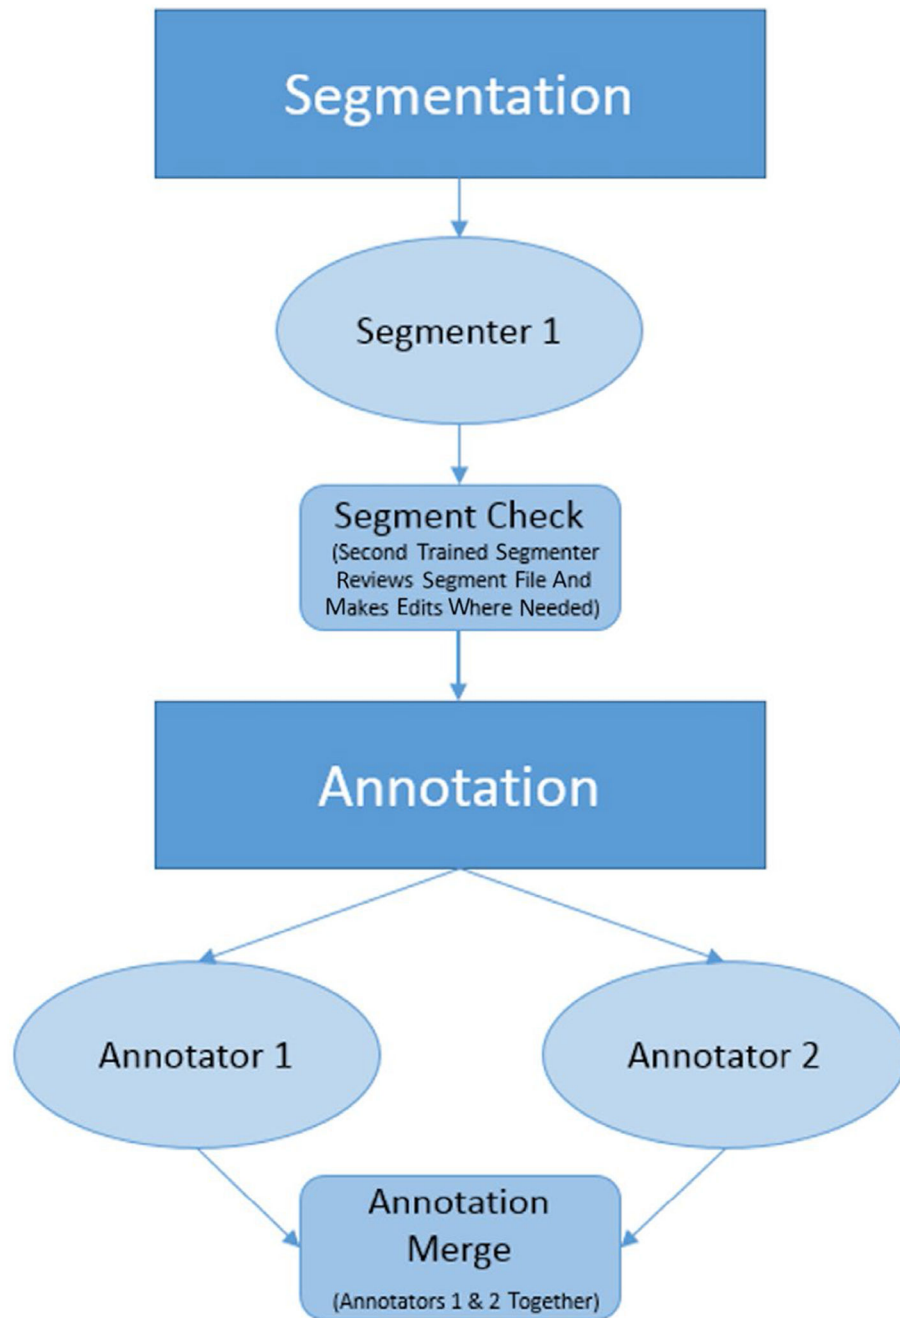 Segmentation
Segmenter 1
Segment Check
(Second Trained Segmenter
Reviews Segment File And
Makes Edits Where Needed)
Annotation
Annotator 1
Annotator 2
Annotation
Merge
(Annotators 1 & 2 Together)